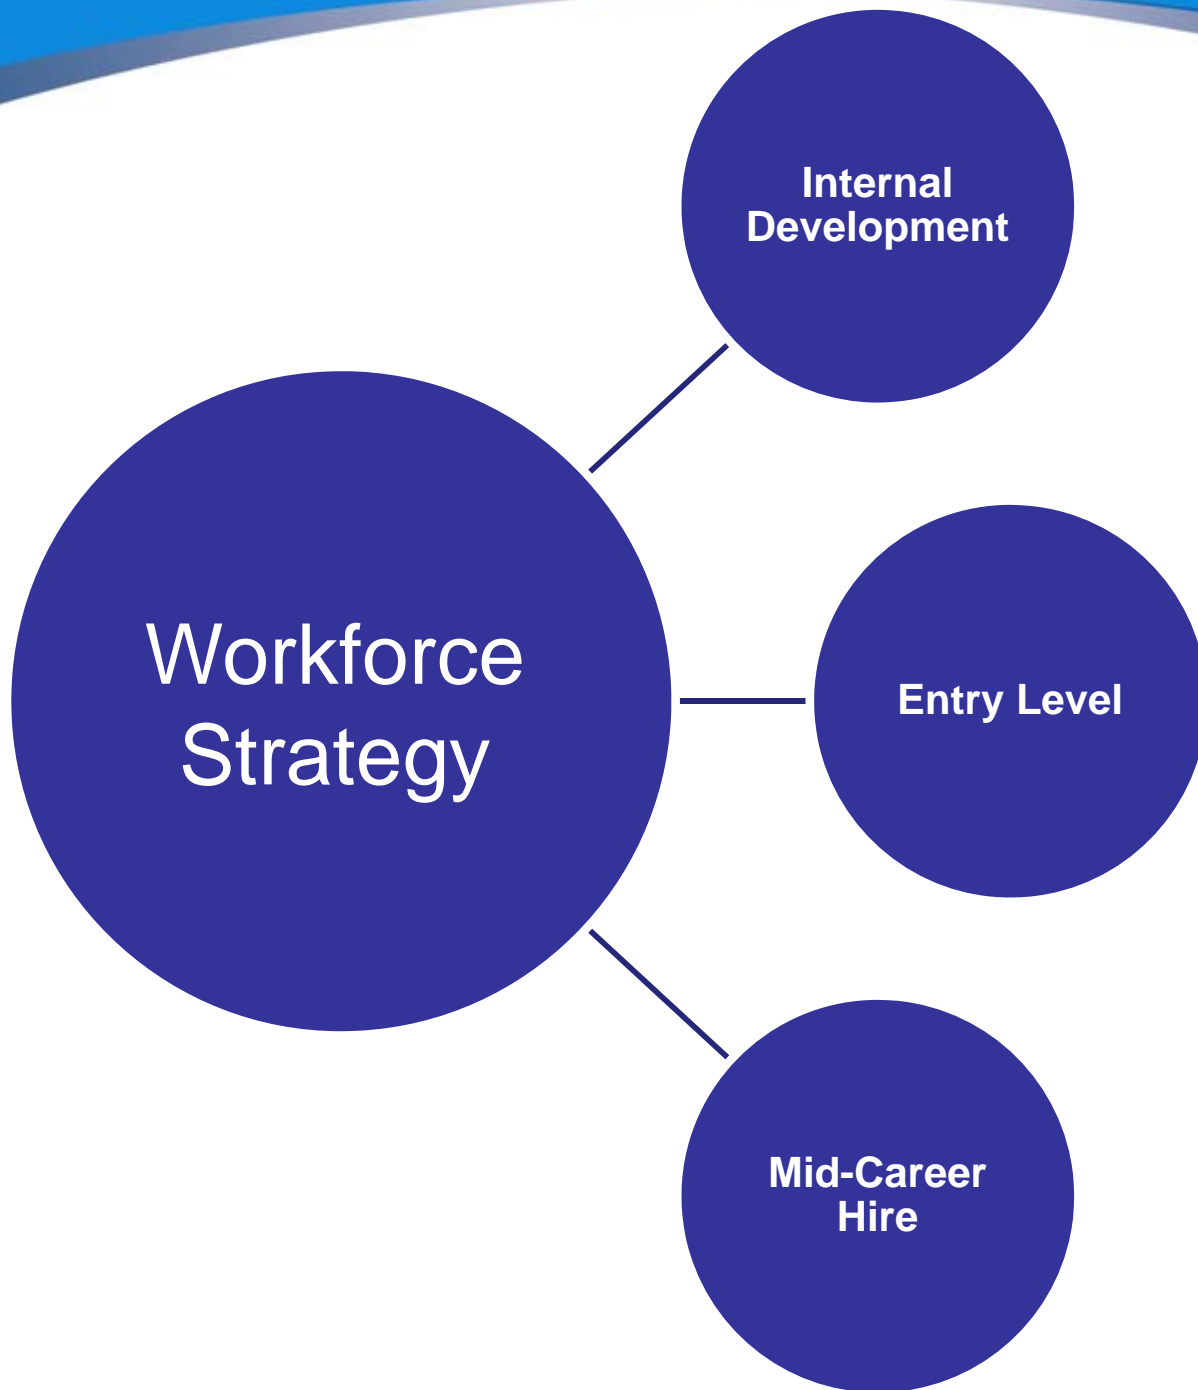 Internal
Development
Workforce
Strategy
Entry Level
Mid-Career
Hire